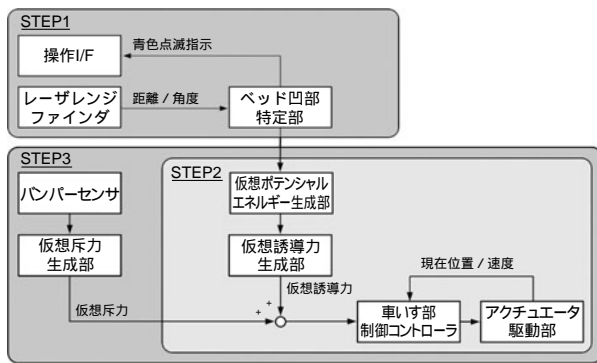 STEP1
操作I/F
青色点滅指示
レーザレンジ
ファインダ
距離 / 角度
ベッド凹部
特定部
STEP3
バンパーセンサ
仮想斥力
生成部
仮想斥力
STEP2
仮想ポテンシャル
エネルギー生成部
仮想誘導力
生成部
仮想誘導力
+
+
現在位置 / 速度
車いす部
制御コントローラ
アクチュエータ
駆動部